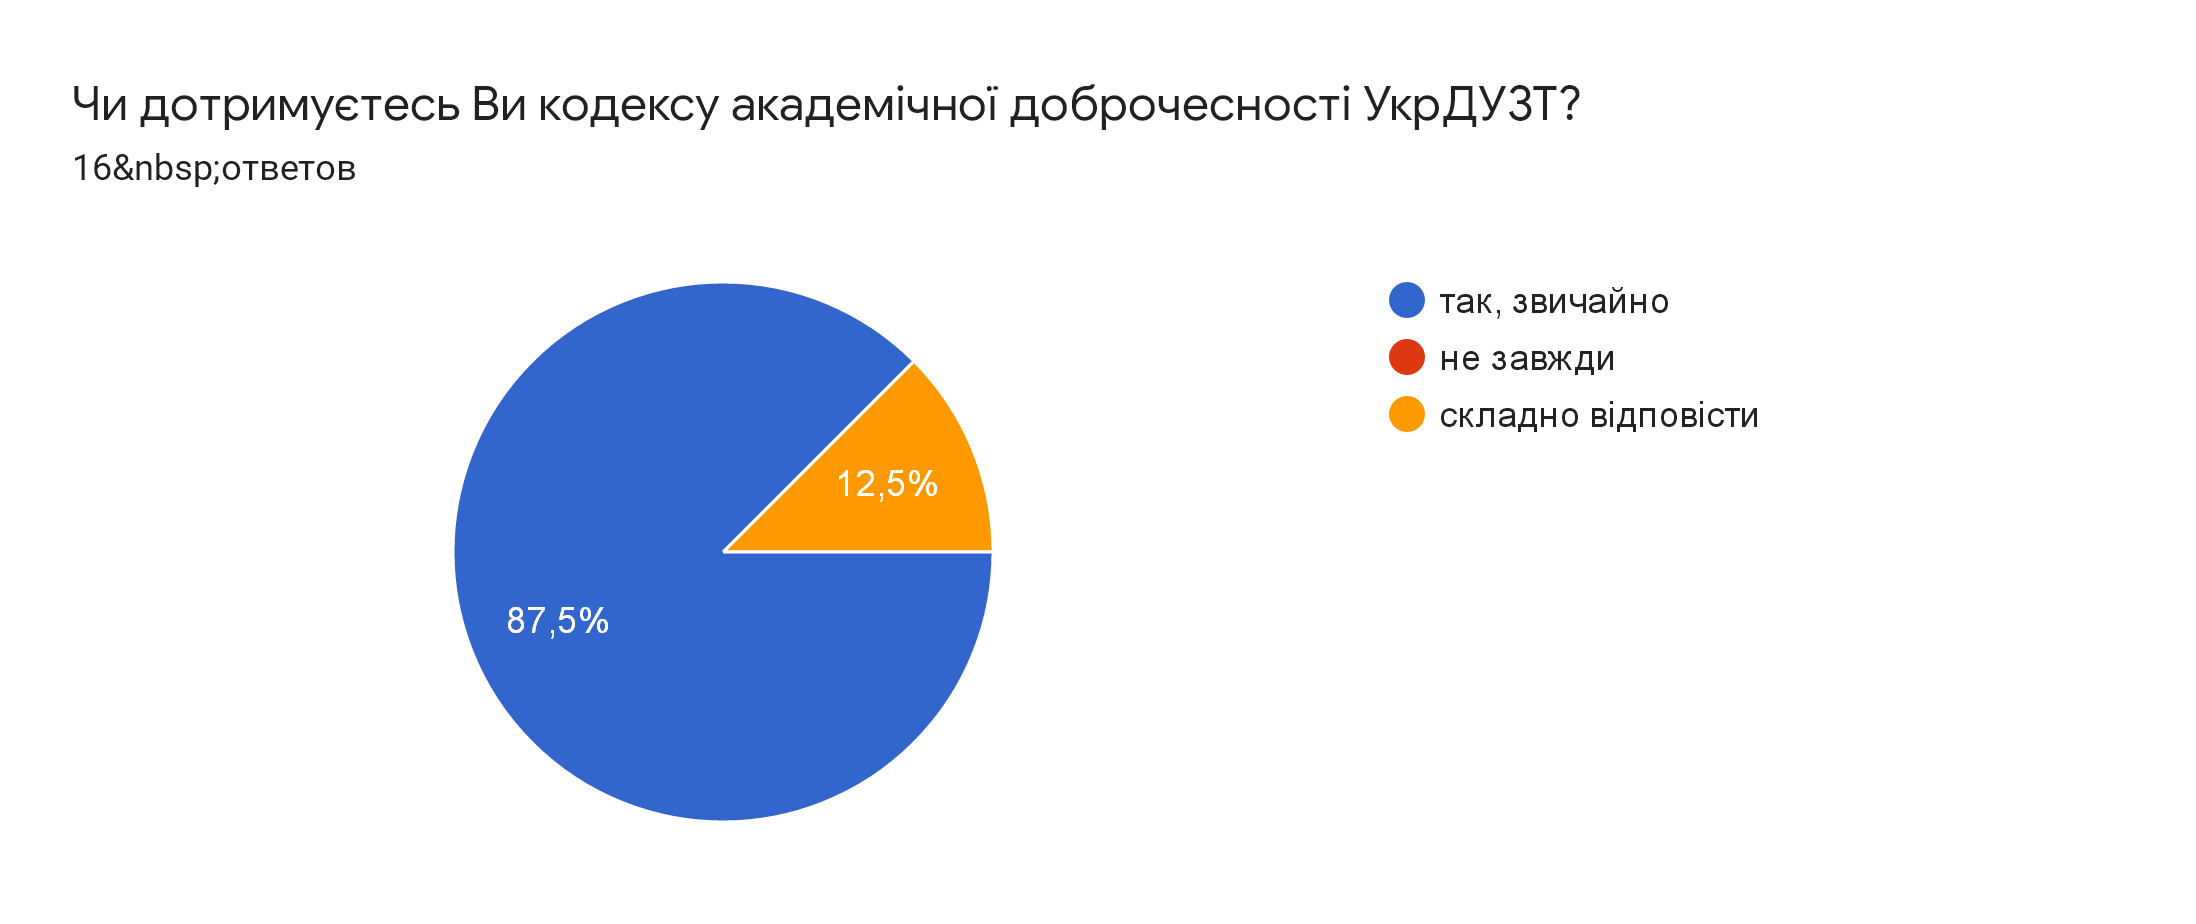 Чи дотримуєтесь Ви кодексу академічної доброчесності УкрДУЗТ?
16&nbsp;ответов
так, звичайно
не завжди
складно відповісти
12,5%
87,5%